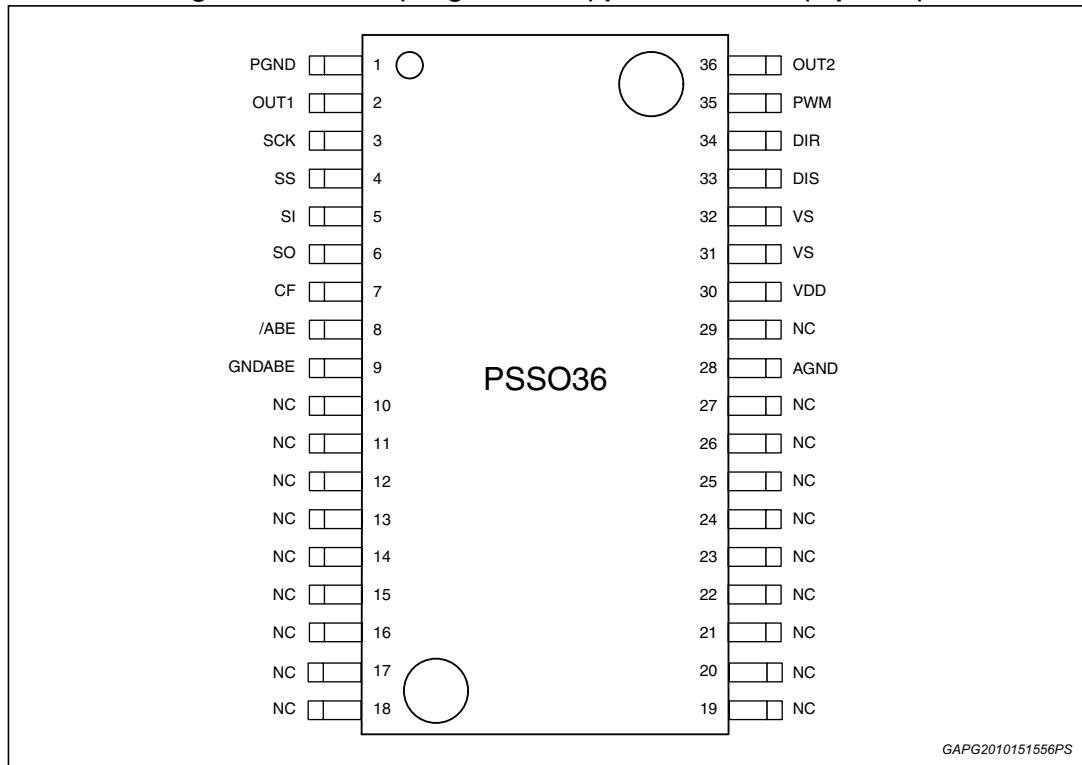 PGND 1 36 OUT2
OUT1 2 35 PWM
SCK 3 34 DIR
SS 4 33 DIS
SI 5 32 VS
SO 6 31 VS
CF 7 30 VDD
/ABE 8 29 NC
GNDABE 9 28 AGND
PSSO36
NC 10 27 NC
NC 11 26 NC
NC 12 25 NC
NC 13 24 NC
NC 14 23 NC
NC 15 22 NC
NC 16 21 NC
NC 17 20 NC
NC 18 19 NC
GAPG2010151556PS